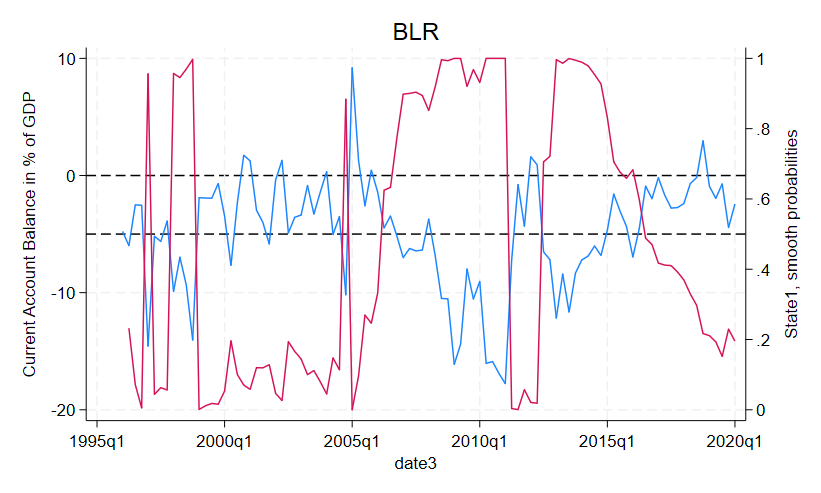 BLR
Current Account Balance in % of GDP
10
0
-10
-20
State1, smooth probabilities
1
.8
.6
.4
.2
0
1995q1 2000q1 2005q1 2010q1 2015q1 2020q1
date3